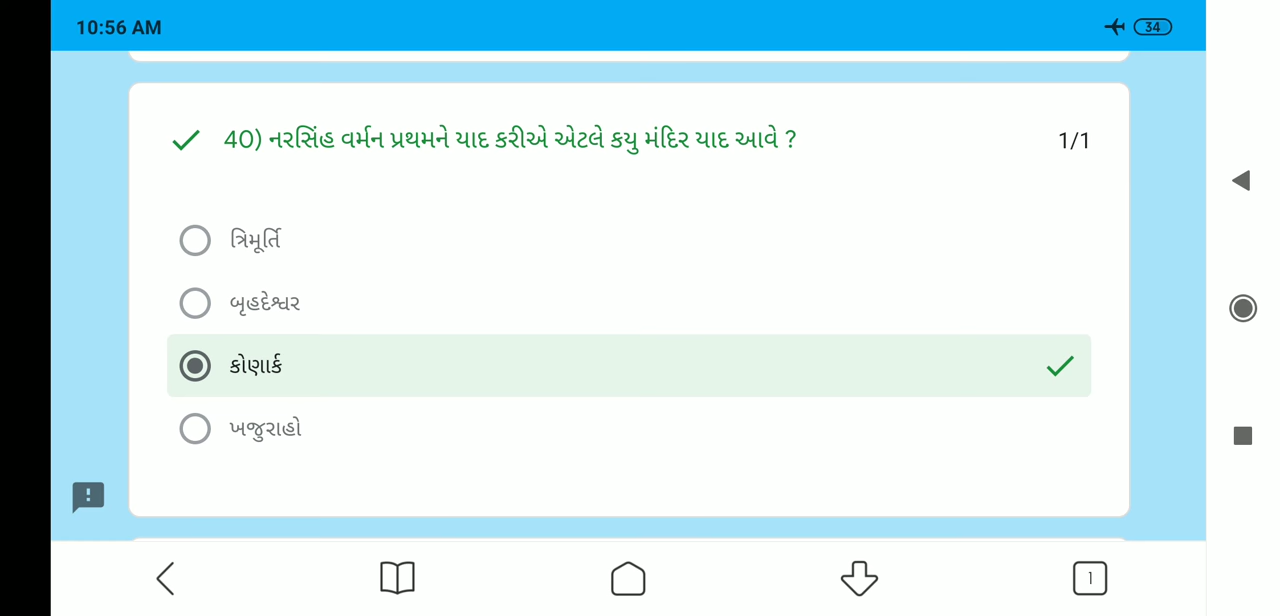 10:56 AM
34
40) નરસિંહ વર્મન પ્રથમને યાદ કરીએ એટલે કયુ મંદિર યાદ આવે ?
1/1
ત્રિમૂર્તિ
બૃહદેશ્વર
કોણાર્ક
ખજુરાહો
1